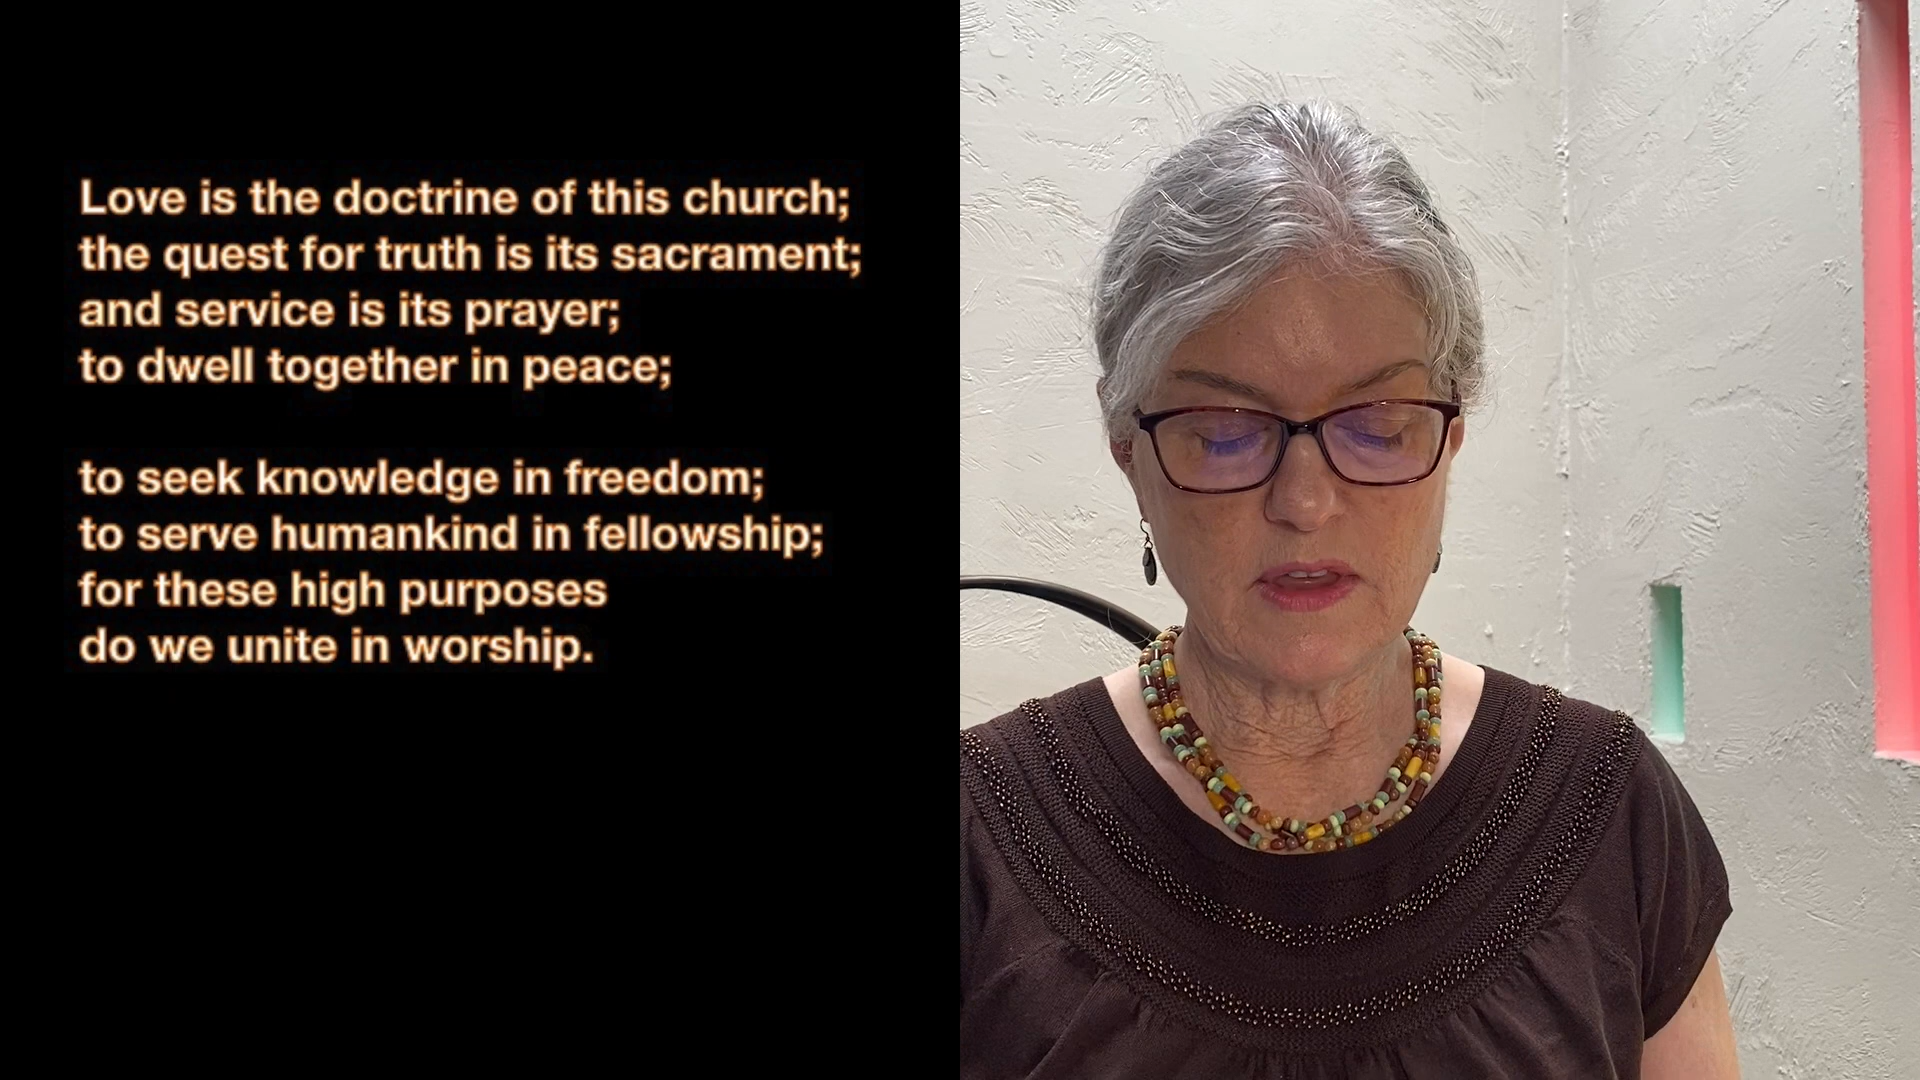 Love is the doctrine of this church;
the quest for truth is its sacrament;
and service is its prayer;
to dwell together in peace;
to seek knowledge in freedom;
to serve humankind in fellowship;
for these high purposes
do we unite in worship.